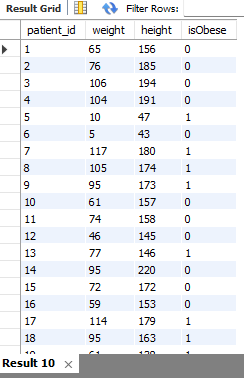 Result Grid Filter Rows:
patient_id weight height isObese
1 65 156 0
2 76 185 0
3 106 194 0
4 104 191 0
5 10 47 1
6 5 43 0
7 117 180 1
8 105 174 1
9 95 173 1
10 61 157 0
11 74 158 0
12 46 145 0
13 77 146 1
14 95 220 0
15 72 172 0
16 59 153 0
17 114 179 1
18 95 163 1
Result 10